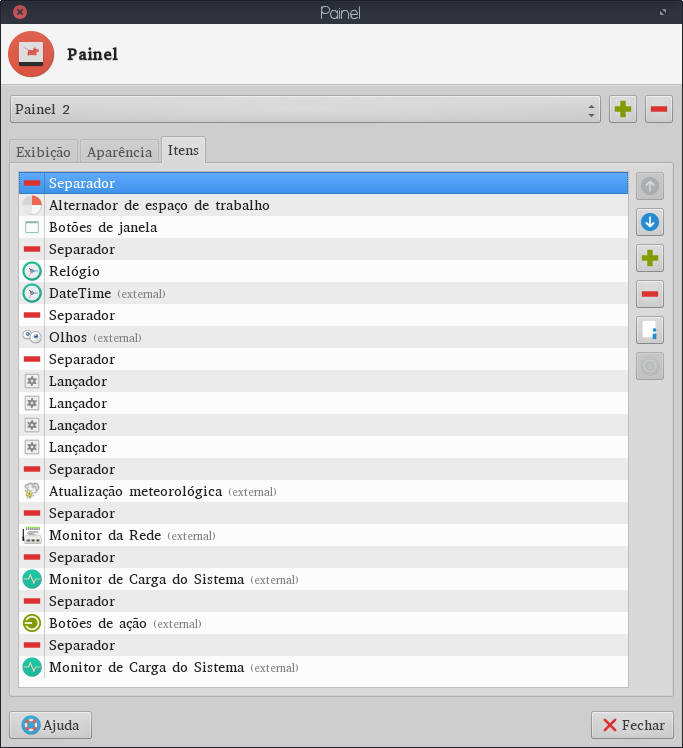 Painel
Painel
Painel 2
Exibição Aparência Itens
Separador
Alternador de espaço de trabalho
Botões de janela
Separador
Relógio
DateTime (external)
Separador
Olhos (external)
Separador
Lançador
Lançador
Lançador
Lançador
Separador
Atualização meteorológica (external)
Separador
Monitor da Rede (external)
Separador
Monitor de Carga do Sistema (external)
Separador
Botões de ação (external)
Separador
Monitor de Carga do Sistema (external)
Ajuda Fechar